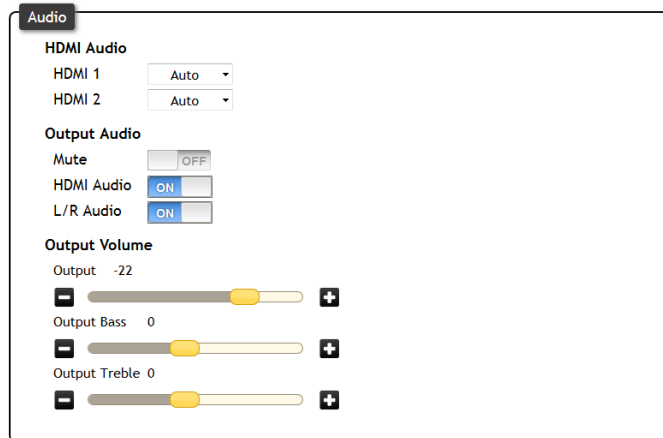 Audio
HDMI Audio
HDMI 1 Auto
HDMI 2 Auto
Output Audio
Mute OFF
HDMI Audio ON
L/R Audio ON
Output Volume
Output -22
Output Bass 0
Output Treble 0